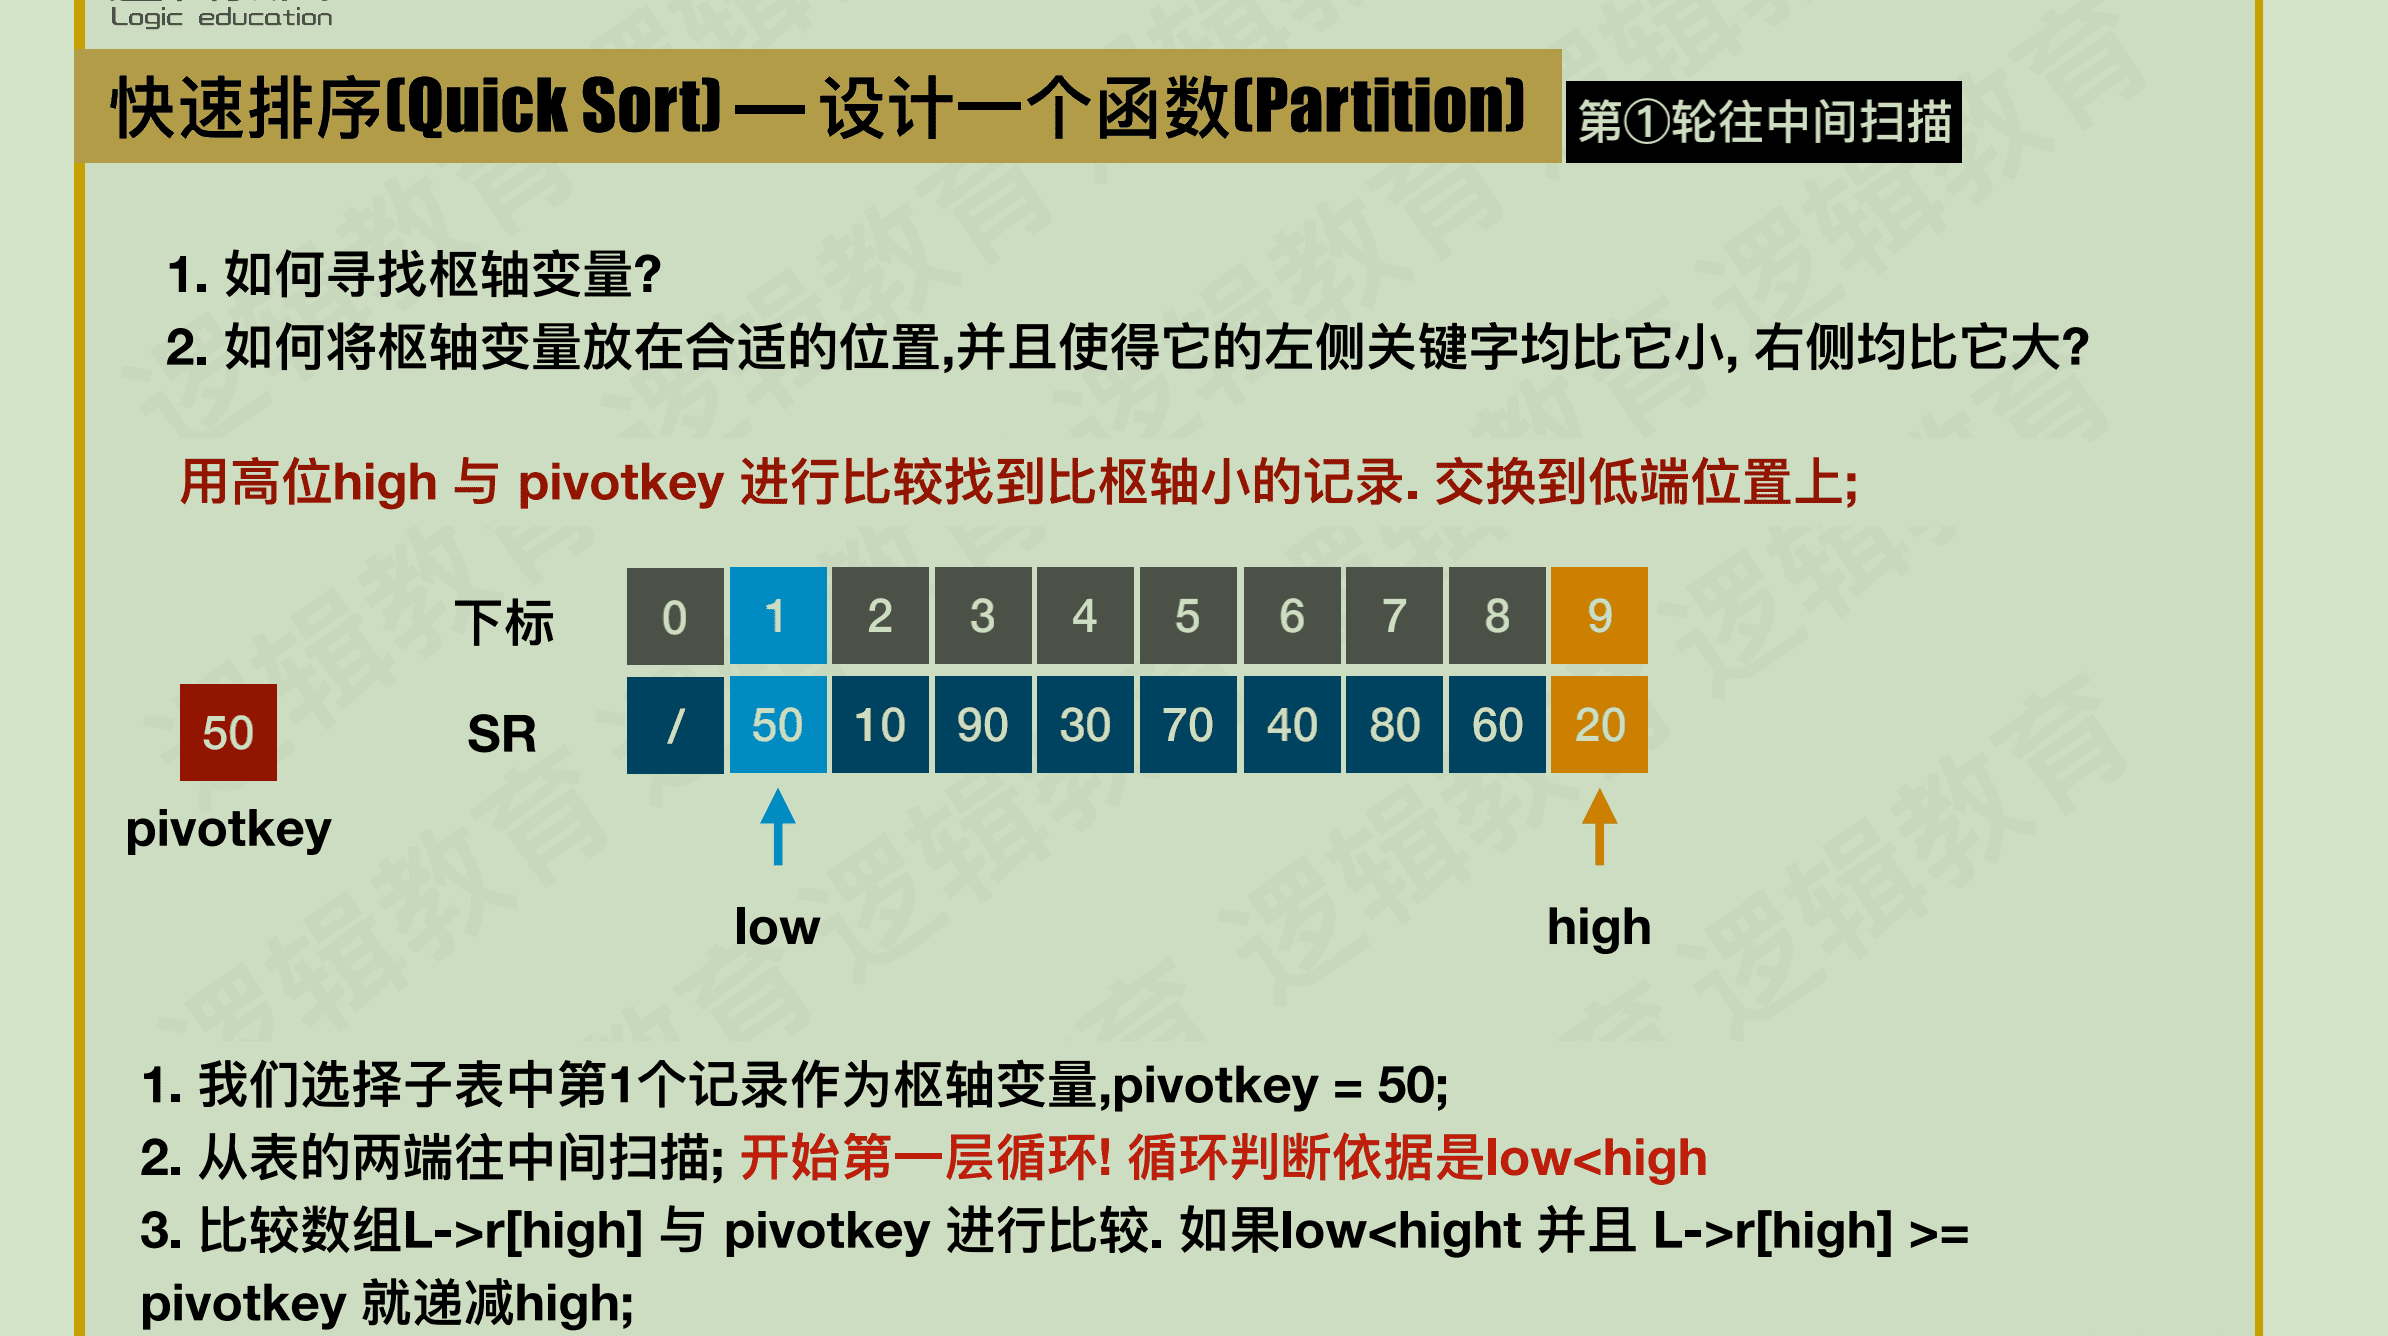 Logic education
快速排序(Quick Sort) — 设计一个函数(Partition)
第①轮往中间扫描
1. 如何寻找枢轴变量?
2. 如何将枢轴变量放在合适的位置,并且使得它的左侧关键字均比它小, 右侧均比它大?
用高位high 与 pivotkey 进行比较找到比枢轴小的记录. 交换到低端位置上;
下标 0 1 2 3 4 5 6 7 8 9
50 SR / 50 10 90 30 70 40 80 60 20
pivotkey
low high
1. 我们选择子表中第1个记录作为枢轴变量,pivotkey = 50;
2. 从表的两端往中间扫描; 开始第一层循环! 循环判断依据是low<high
3. 比较数组L->r[high] 与 pivotkey 进行比较. 如果low<hight 并且 L->r[high] >=
pivotkey 就递减high;
逻辑教育